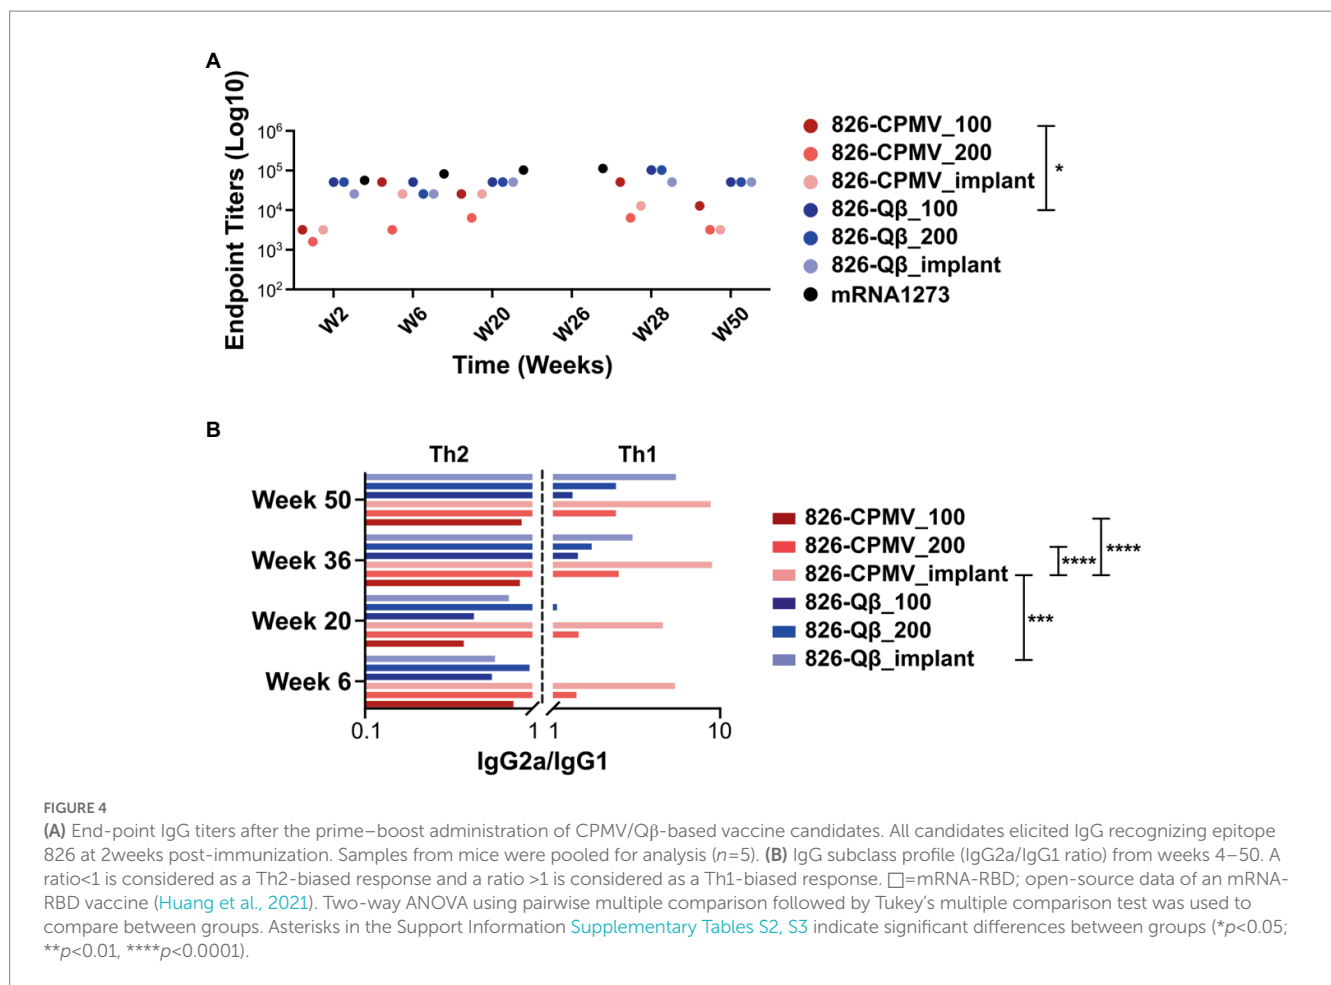 A
Endpoint Titers (Log10)
10⁶
10⁵
10⁴
10³
10²
W2
W6
W20
W26
W28
W50
Time (Weeks)
826-CPMV_100
826-CPMV_200
826-CPMV_implant
826-Qβ_100
826-Qβ_200
826-Qβ_implant
mRNA1273
*
B
Th2
Th1
Week 50
Week 36
Week 20
Week 6
0.1
1
1
10
IgG2a/IgG1
826-CPMV_100
826-CPMV_200
826-CPMV_implant
826-Qβ_100
826-Qβ_200
826-Qβ_implant
****
****
***
FIGURE 4
(A) End-point IgG titers after the prime–boost administration of CPMV/Qβ-based vaccine candidates. All candidates elicited IgG recognizing epitope
826 at 2weeks post-immunization. Samples from mice were pooled for analysis (n=5). (B) IgG subclass profile (IgG2a/IgG1 ratio) from weeks 4–50. A
ratio<1 is considered as a Th2-biased response and a ratio >1 is considered as a Th1-biased response. □=mRNA-RBD; open-source data of an mRNA-
RBD vaccine (Huang et al., 2021). Two-way ANOVA using pairwise multiple comparison followed by Tukey's multiple comparison test was used to
compare between groups. Asterisks in the Support Information Supplementary Tables S2, S3 indicate significant differences between groups (*p<0.05;
**p<0.01, ****p<0.0001).